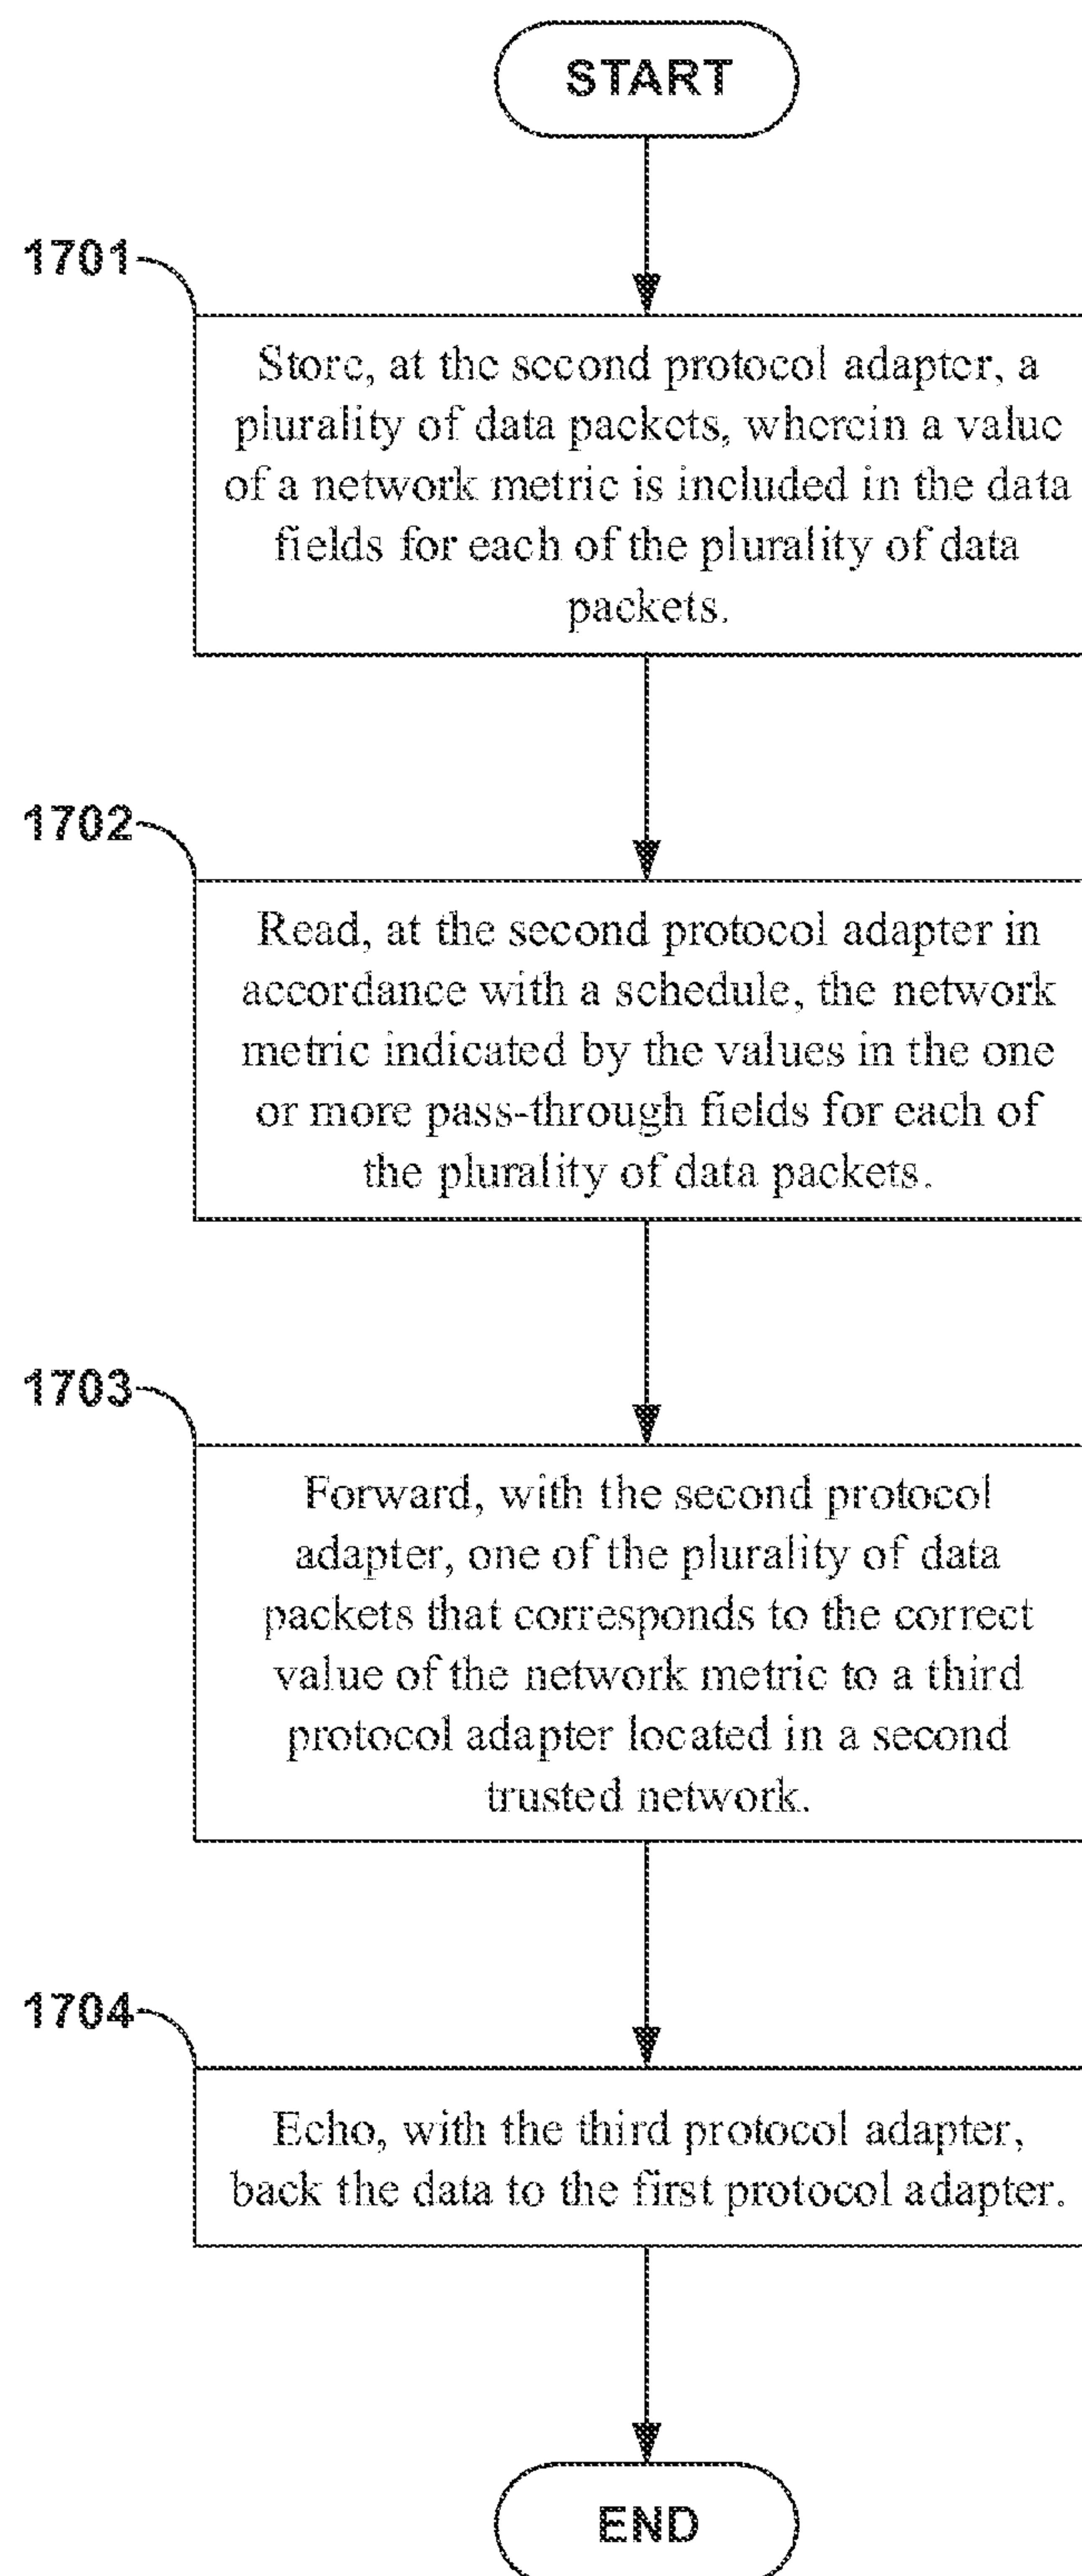 START
1701
Store, at the second protocol adapter, a
plurality of data packets, wherein a value
of a network metric is included in the data
fields for each of the plurality of data
packets.
1702
Read, at the second protocol adapter in
accordance with a schedule, the network
metric indicated by the values in the one
or more pass-through fields for each of
the plurality of data packets.
1703
Forward, with the second protocol
adapter, one of the plurality of data
packets that corresponds to the correct
value of the network metric to a third
protocol adapter located in a second
trusted network.
1704
Echo, with the third protocol adapter,
back the data to the first protocol adapter.
END